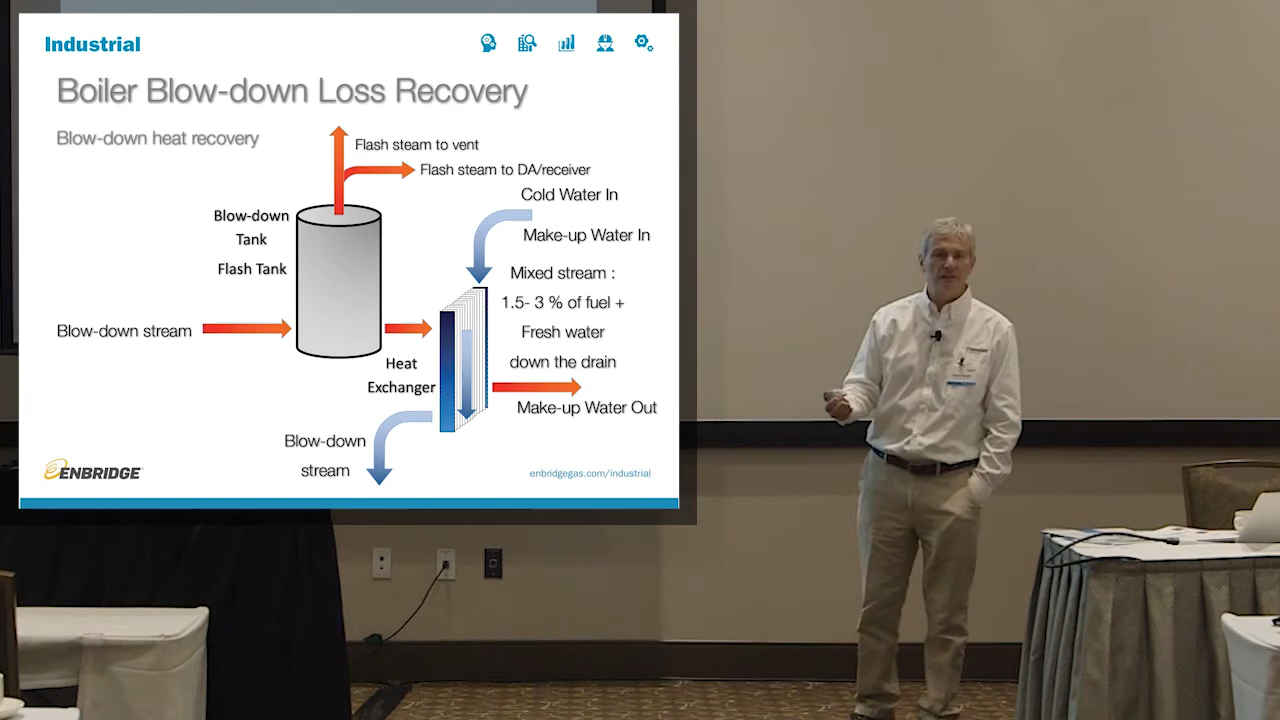 Industrial
Boiler Blow-down Loss Recovery
Blow-down heat recovery
Flash steam to vent
Flash steam to DA/receiver
Cold Water In
Blow-down
Tank
Make-up Water In
Flash Tank
Mixed stream :
1.5- 3 % of fuel +
Fresh water
down the drain
Blow-down stream
Heat
Exchanger
Make-up Water Out
Blow-down
stream
ENBRIDGE
enbridgegas.com/industrial